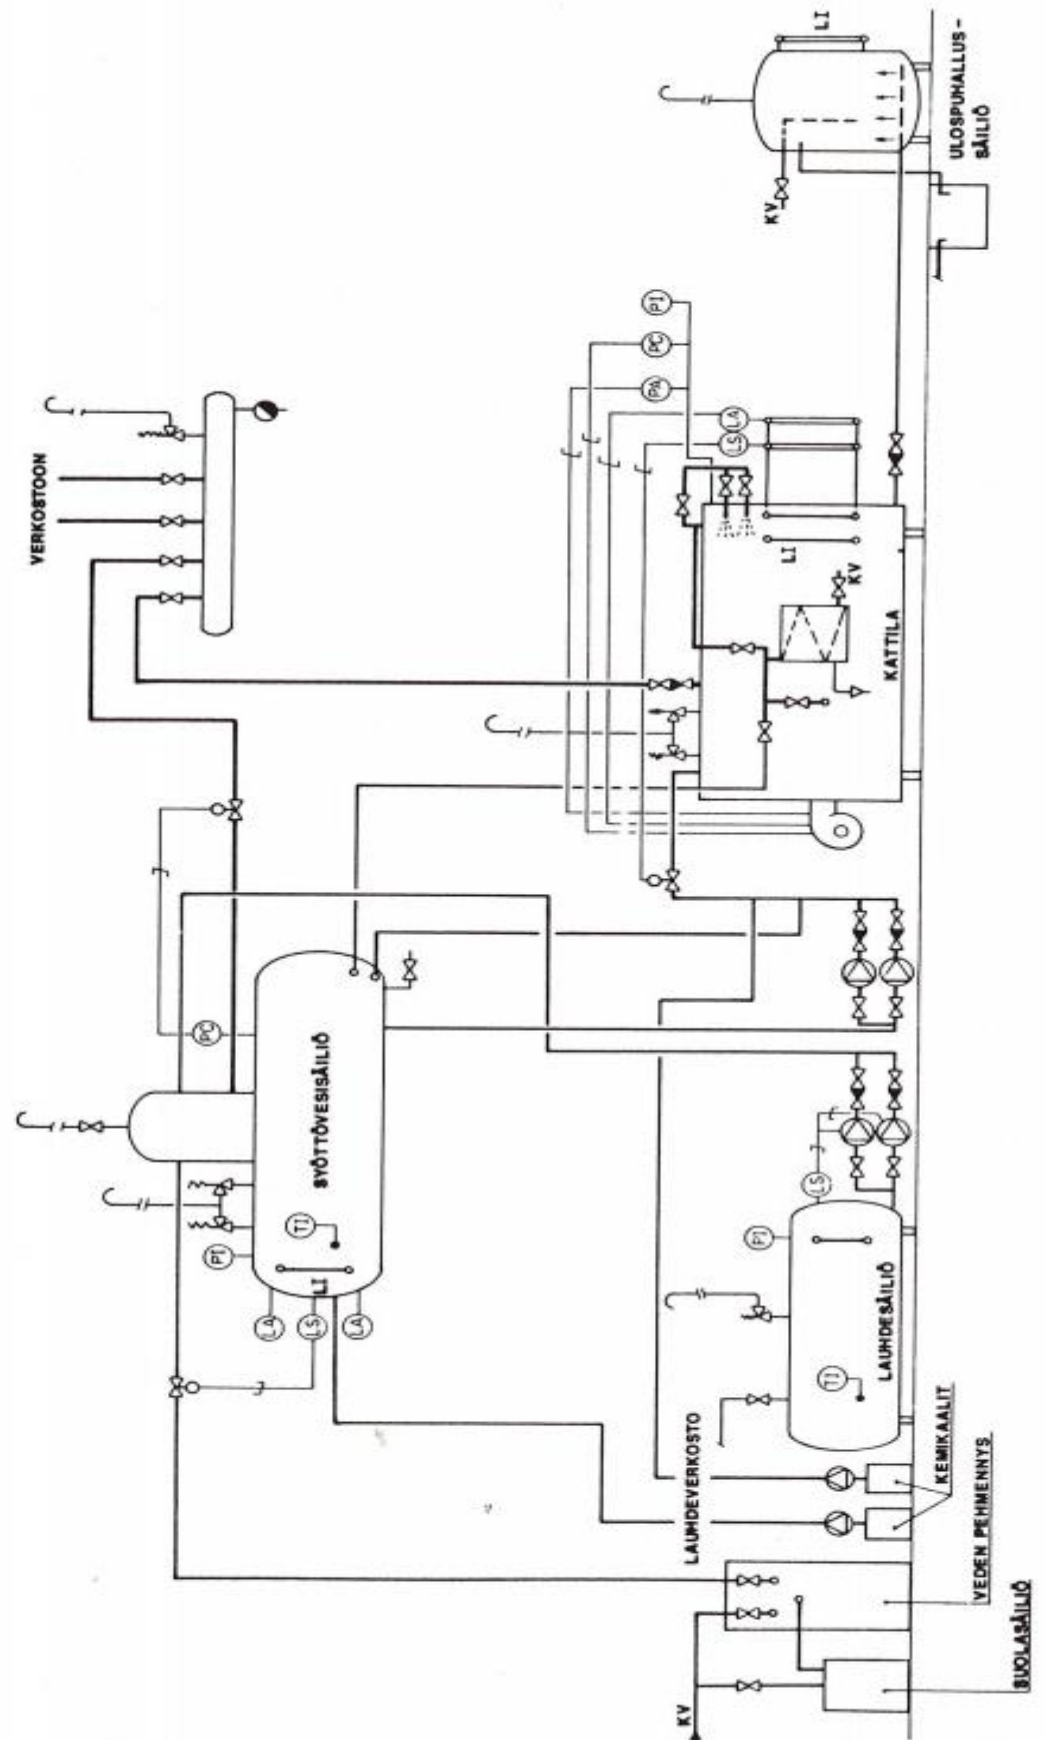 VERKOSTOON
LI
ULOSPUHALLUS-
SÄILIÖ
KV
PI
PC
PA
LA
LS
LI
KV
KATTILA
PC
SYÖTTÖVESISÄILIÖ
TI
PI
LI
LA
LS
LA
LS
PI
TI
LAUHDESÄILIÖ
LAUHDEVERKOSTO
KEMIKAALIT
VEDEN PEHMENNYS
SUOLASÄILIÖ
KV